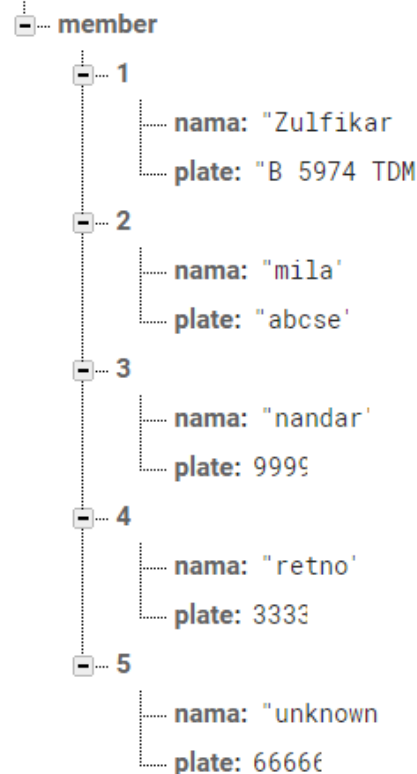 member
1
nama: "Zulfikar
plate: "B 5974 TDM
2
nama: "mila"
plate: "abcse"
3
nama: "nandar"
plate: 9999
4
nama: "retno"
plate: 3333
5
nama: "unknown
plate: 66666